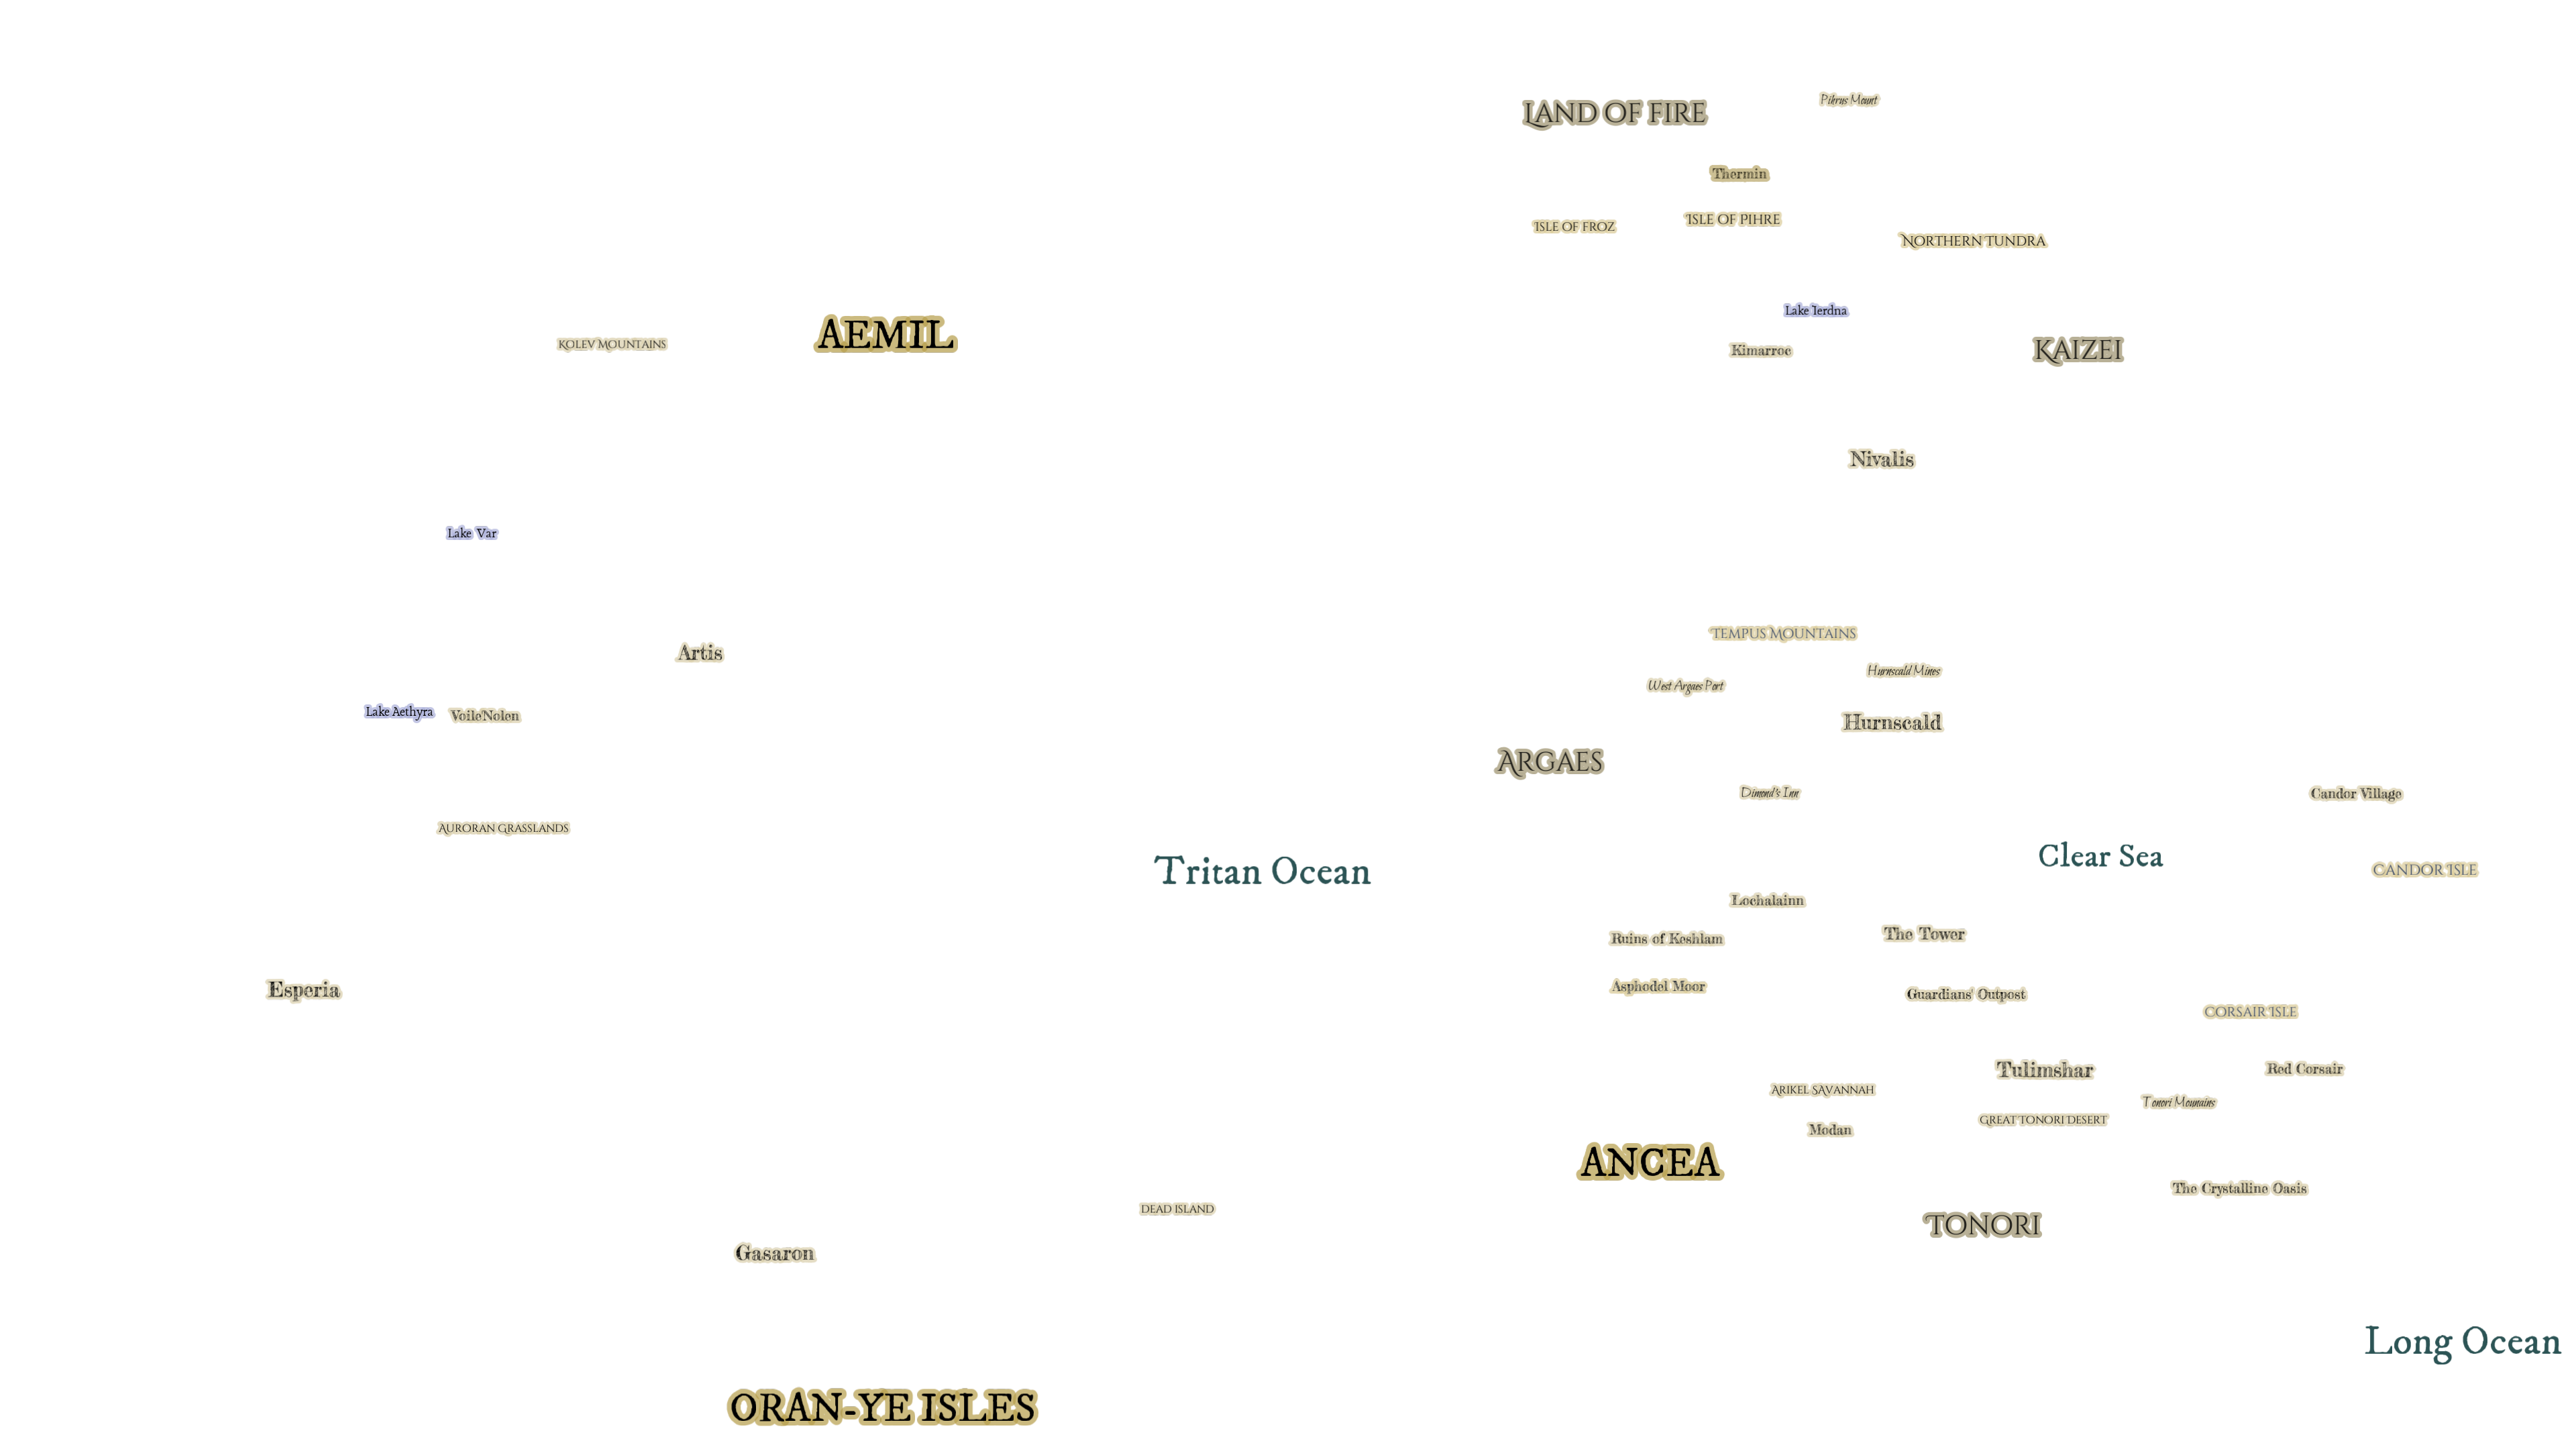 Pihrus Mount
LAND OF FIRE
Thermin
ISLE OF PIHRE
ISLE OF FROZ
NORTHERN TUNDRA
Lake Terdna
AEMIL
KOLEV MOUNTAINS
Kimarroc
KAIZEI
Nivalis
Lake Var
TEMPUS MOUNTAINS
Artis
Hurnscald Mines
West Argaes Port
Lake Aethyra
VoileNolen
Hurnscald
ARGAES
Dimond's Inn
Candor Village
AURORAN GRASSLANDS
Clear Sea
Tritan Ocean
CANDOR ISLE
Lochalainn
The Tower
Ruins of Keshlam
Asphodel Moor
Esperia
Guardians' Outpost
CORSAIR ISLE
Tulimshar
Red Corsair
ARIKEL SAVANNAH
Tonori Mounains
GREAT TONORI DESERT
Modan
ANCEA
The Crystalline Oasis
DEAD ISLAND
TONORI
Gasaron
Long Ocean
ORAN-YE ISLES